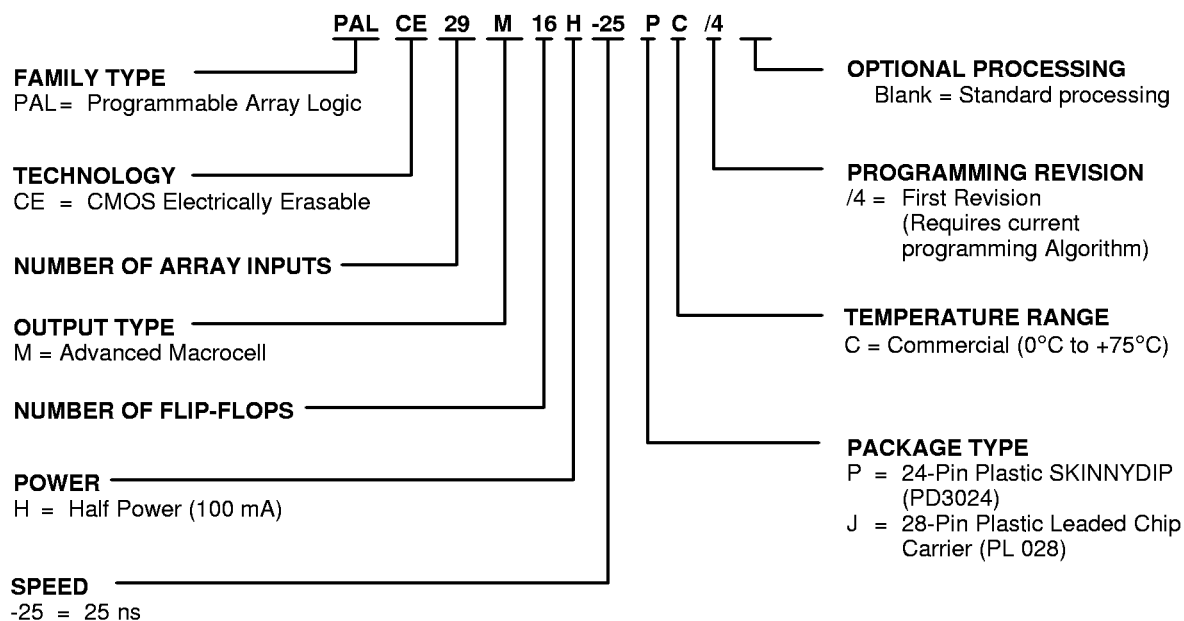 PAL CE 29 M 16 H -25 P C /4
FAMILY TYPE
PAL = Programmable Array Logic
TECHNOLOGY
CE = CMOS Electrically Erasable
NUMBER OF ARRAY INPUTS
OUTPUT TYPE
M = Advanced Macrocell
NUMBER OF FLIP-FLOPS
POWER
H = Half Power (100 mA)
SPEED
-25 = 25 ns
OPTIONAL PROCESSING
Blank = Standard processing
PROGRAMMING REVISION
/4 = First Revision
(Requires current
programming Algorithm)
TEMPERATURE RANGE
C = Commercial (0°C to +75°C)
PACKAGE TYPE
P = 24-Pin Plastic SKINNYDIP
(PD3024)
J = 28-Pin Plastic Leaded Chip
Carrier (PL 028)